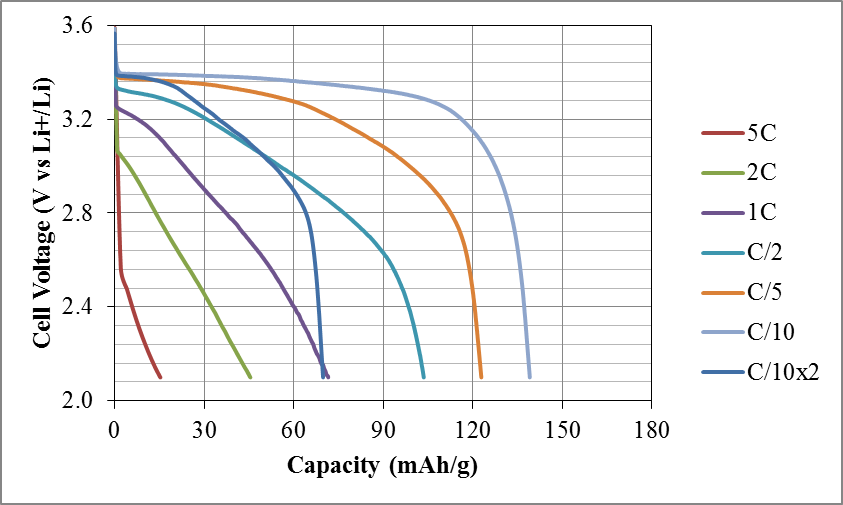 3.6
3.2
2.8
2.4
2.0
Cell Voltage (V vs Li+/Li)
0 30 60 90 120 150 180
Capacity (mAh/g)
5C
2C
1C
C/2
C/5
C/10
C/10x2